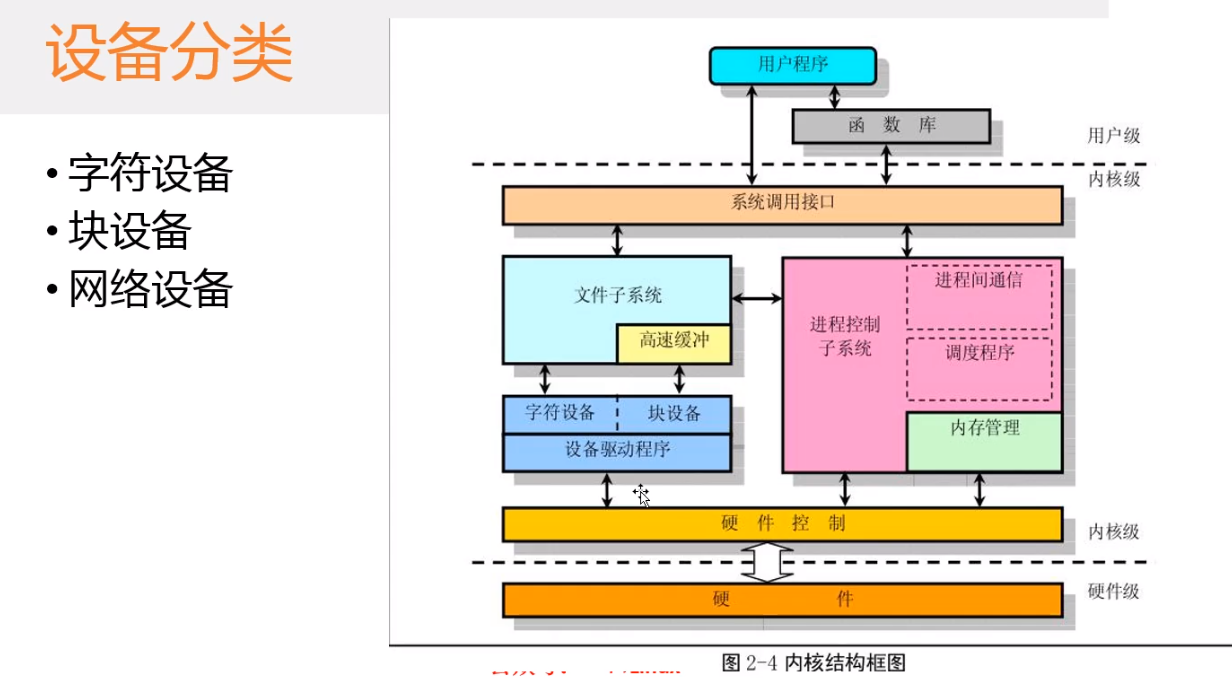 设备分类
• 字符设备
• 块设备
• 网络设备
用户程序
函 数 库
用户级
内核级
系统调用接口
文件子系统
高速缓冲
进程控制
子系统
进程间通信
调度程序
内存管理
字符设备
块设备
设备驱动程序
硬 件 控 制
内核级
硬件级
硬 件
图 2-4 内核结构框图